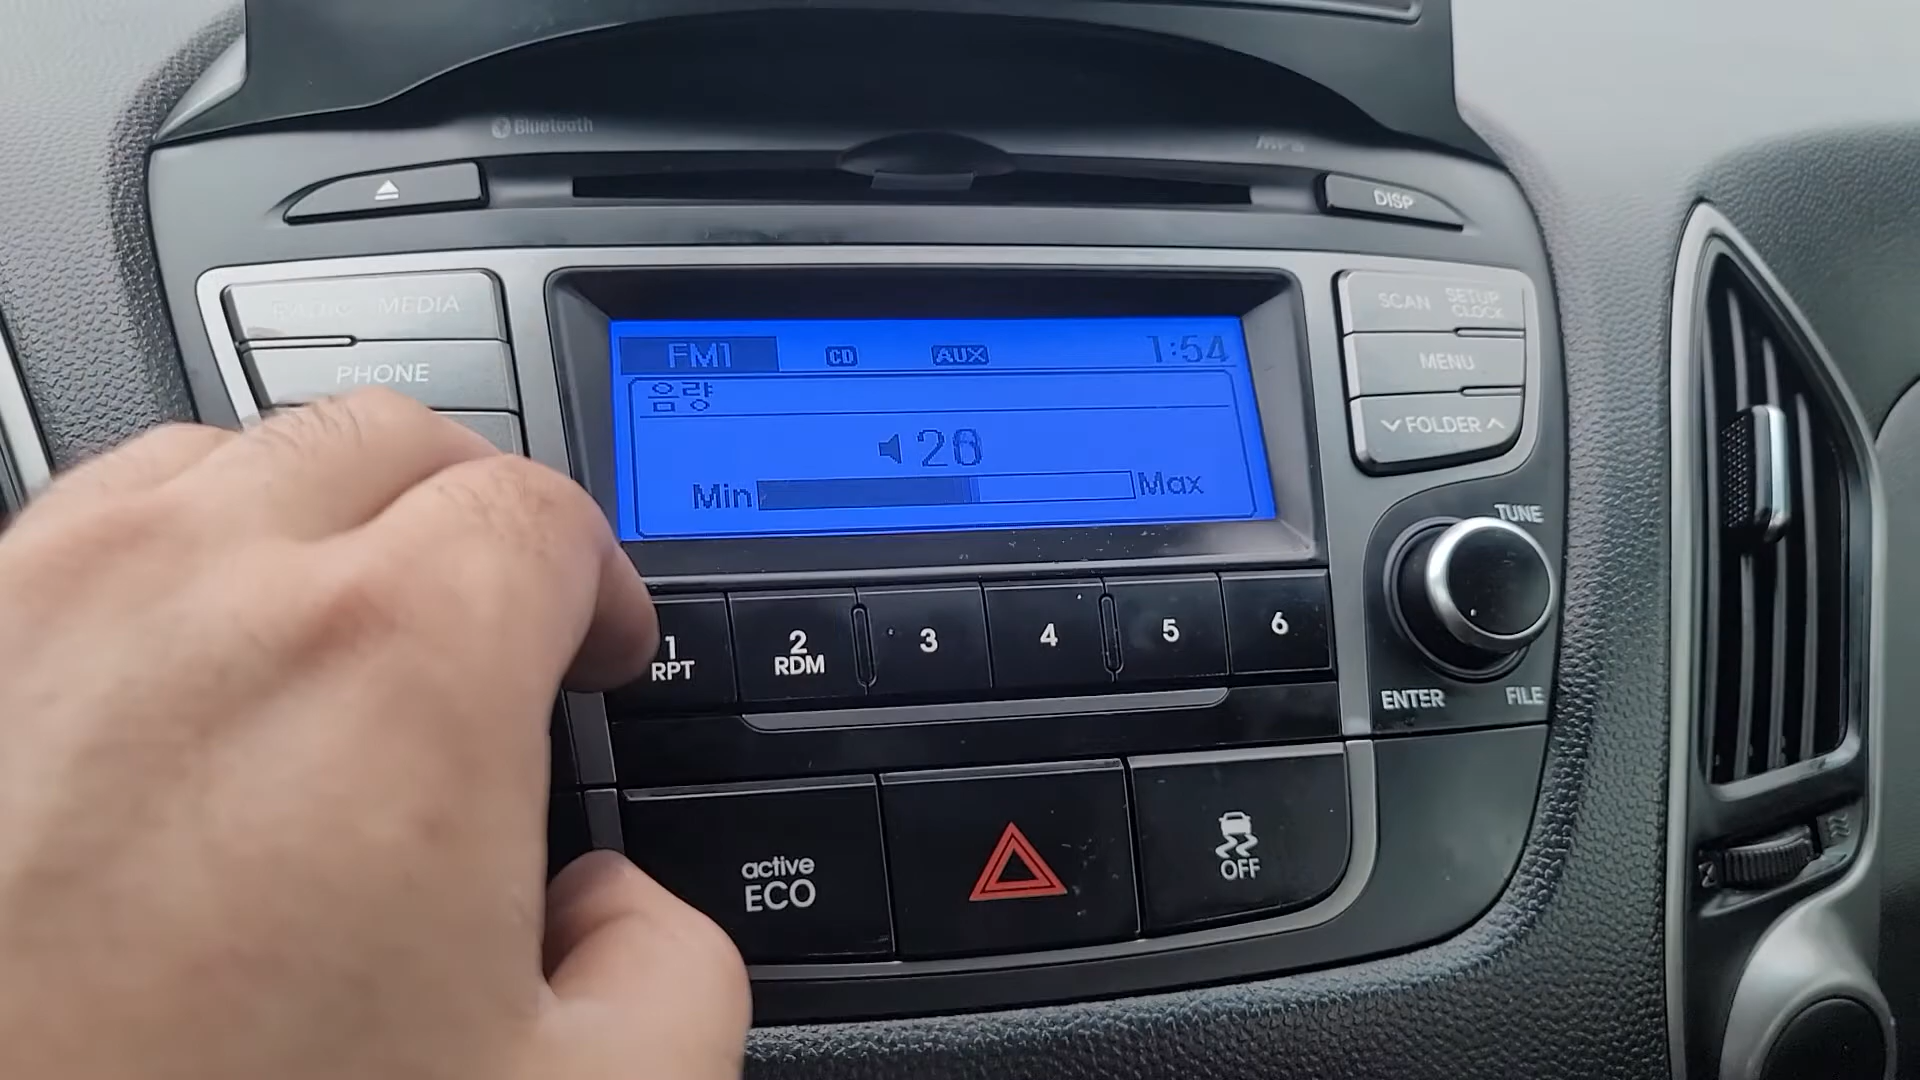 Bluetooth
DISP
RADIO MEDIA
PHONE
SCAN
SETUP
CLOCK
MENU
FOLDER
FM1 CD AUX 1:54
음량
Min Max
TUNE
ENTER
FILE
1
RPT
2
RDM
3
4
5
6
active
ECO
OFF